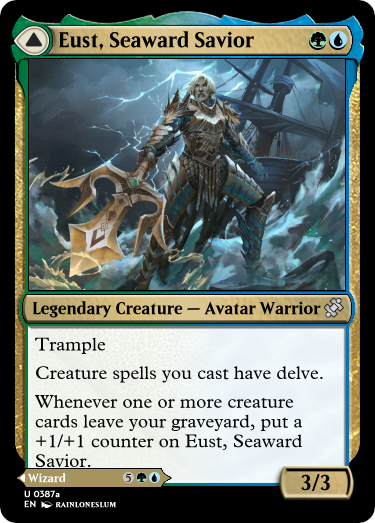 Eust, Seaward Savior
Legendary Creature — Avatar Warrior
Trample
Creature spells you cast have delve.
Whenever one or more creature
cards leave your graveyard, put a
+1/+1 counter on Eust, Seaward
Savior.
Wizard 5
3/3
U 0387a
EN RAINLONESLUM